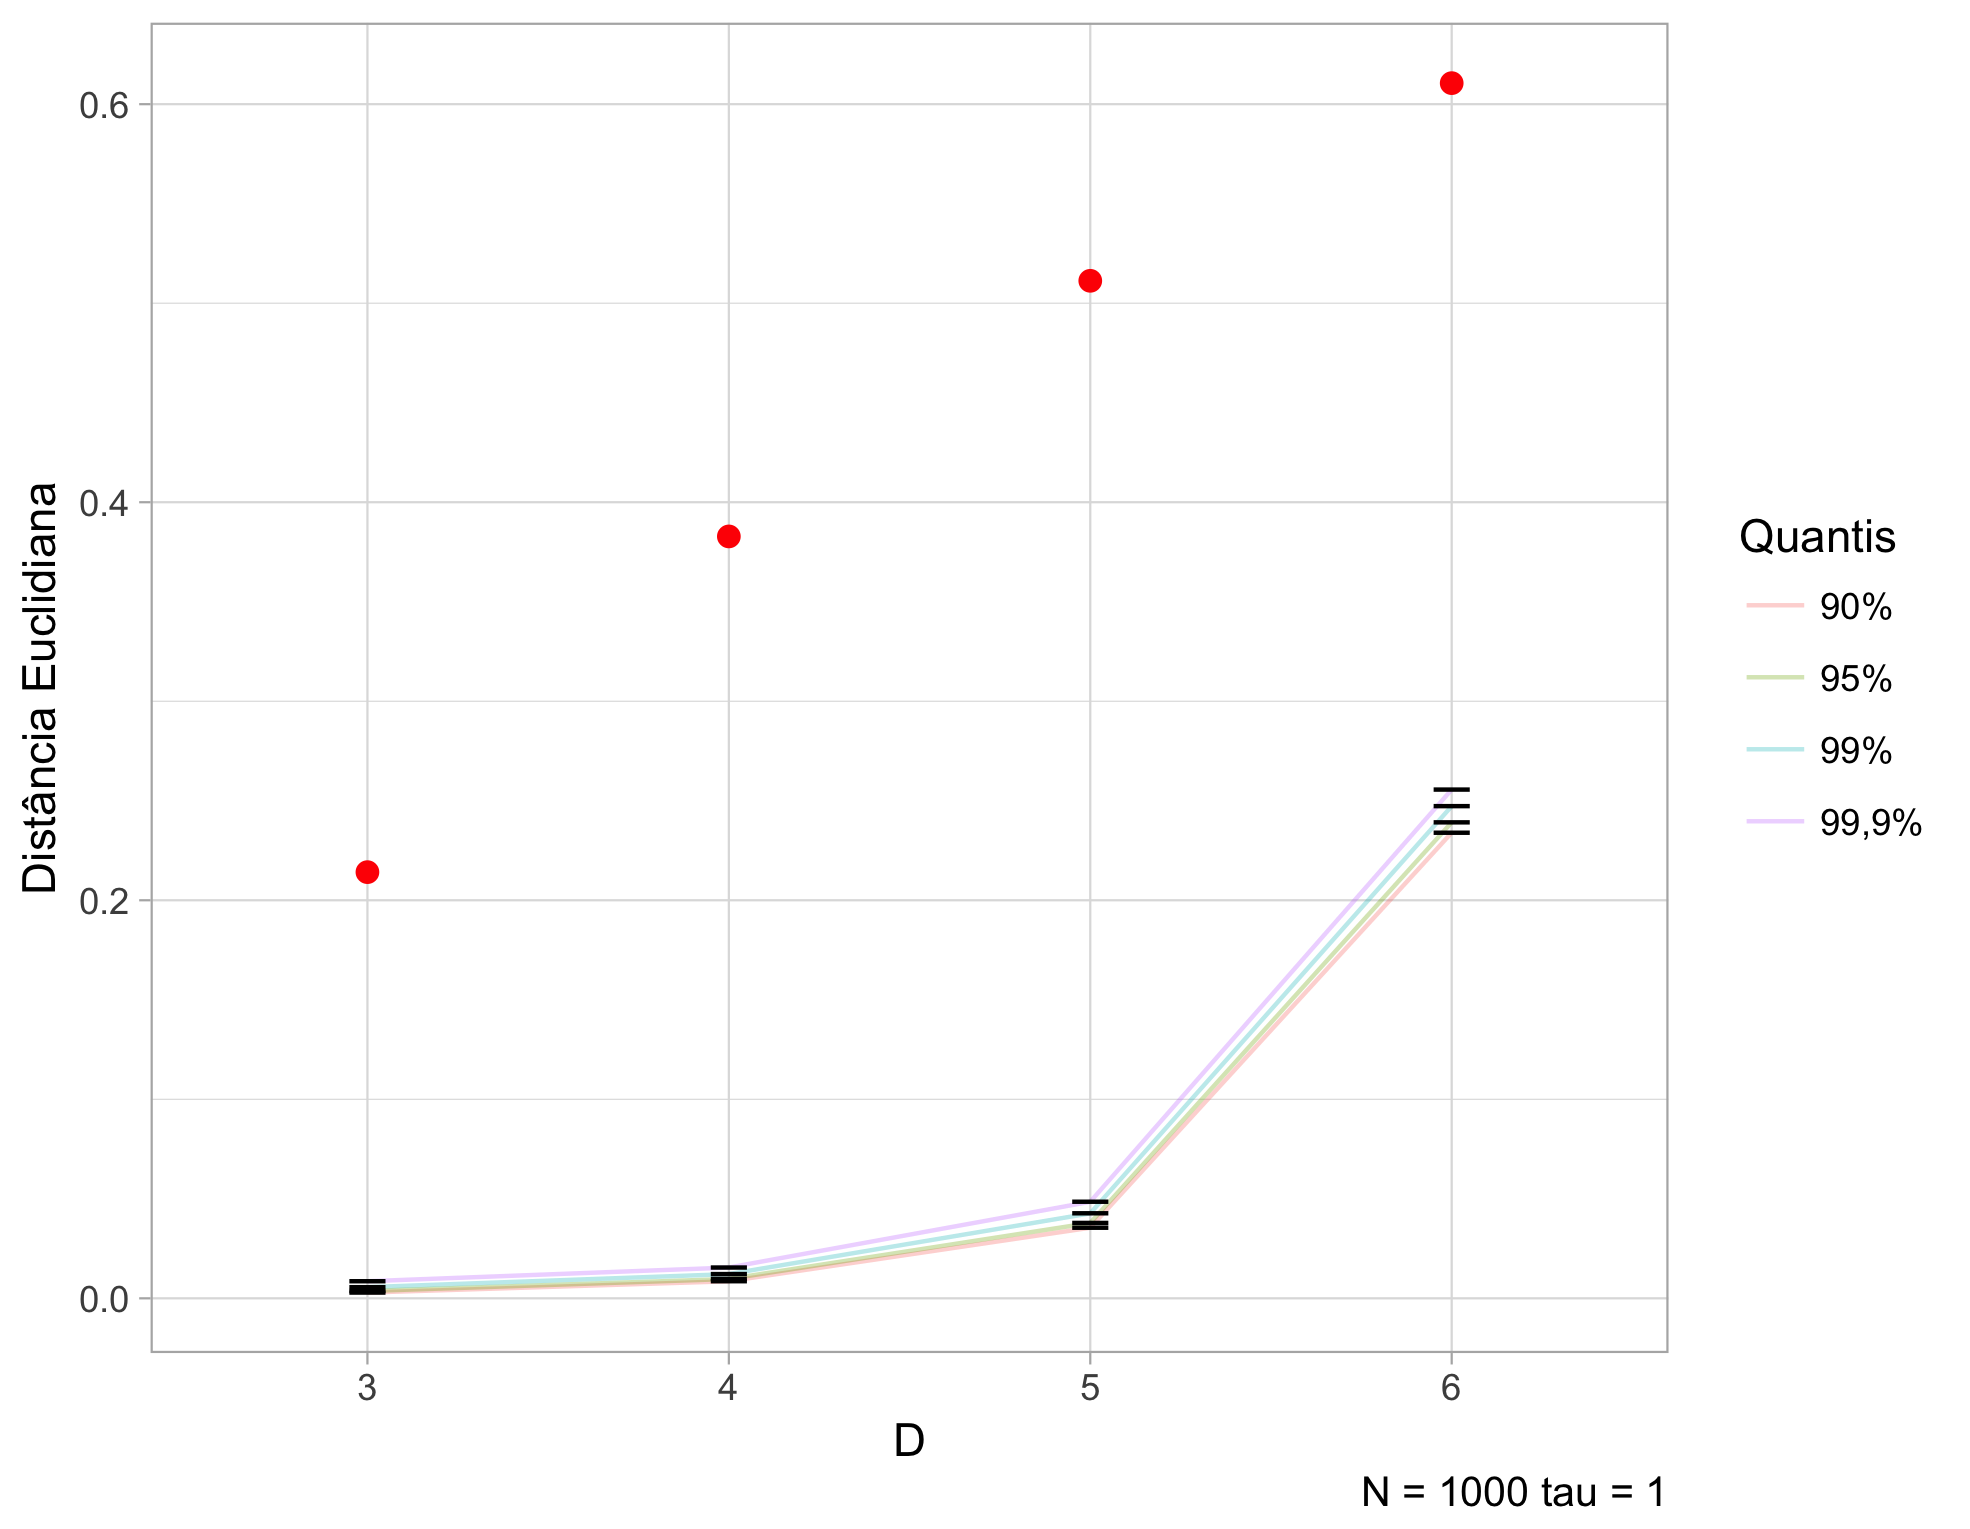 0.6
0.4
0.2
0.0
Distância Euclidiana
3 4 5 6
D
N = 1000 tau = 1
Quantis
90%
95%
99%
99,9%